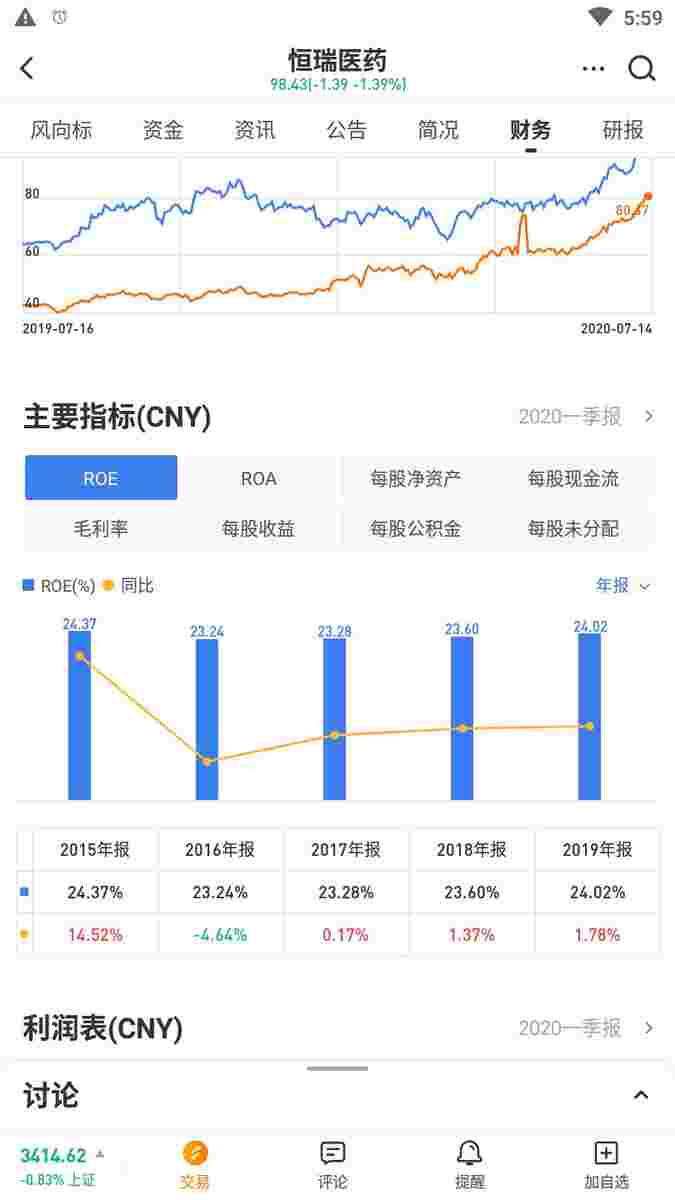 5:59
恒瑞医药
98.43(-1.39 -1.39%)
风向标 资金 资讯 公告 简况 财务 研报
80
80.37
60
40
2019-07-16 2020-07-14
主要指标(CNY) 2020一季报
ROE ROA 每股净资产 每股现金流
毛利率 每股收益 每股公积金 每股未分配
ROE(%) 同比 年报
24.37 23.24 23.28 23.60 24.02
2015年报 2016年报 2017年报 2018年报 2019年报
24.37% 23.24% 23.28% 23.60% 24.02%
14.52% -4.64% 0.17% 1.37% 1.78%
利润表(CNY) 2020一季报
讨论
3414.62
-0.83% 上证
交易 评论 提醒 加自选